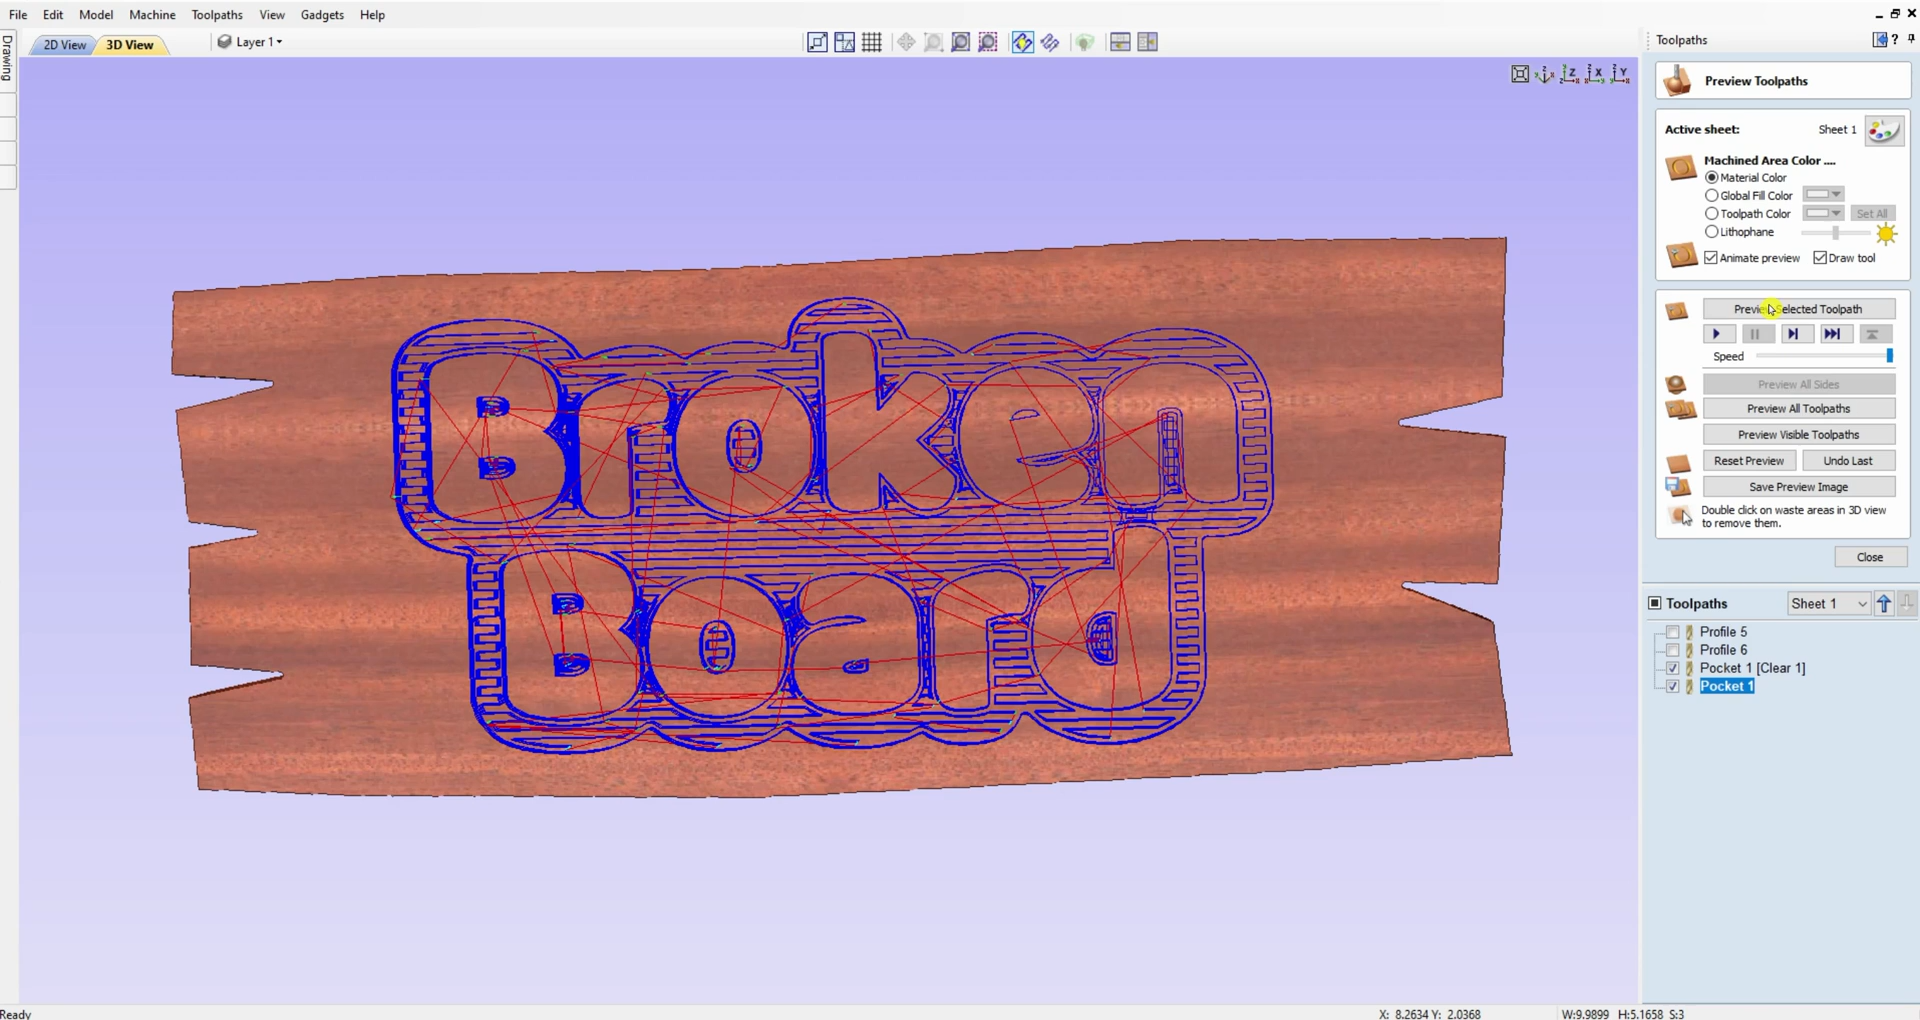 File Edit Model Machine Toolpaths View Gadgets Help
Drawing
2D View 3D View Layer 1
Z X Y
Broken
Board
Toolpaths
Preview Toolpaths
Active sheet: Sheet 1
Machined Area Color ....
Material Color
Global Fill Color
Toolpath Color Set All
Lithophane
Animate preview Draw tool
Preview Selected Toolpath
Speed
Preview All Sides
Preview All Toolpaths
Preview Visible Toolpaths
Reset Preview Undo Last
Save Preview Image
Double click on waste areas in 3D view
to remove them.
Close
Toolpaths Sheet 1
Profile 5
Profile 6
Pocket 1 [Clear 1]
Pocket 1
Ready X: 8.2634 Y: 2.0368 W:9.9899 H:5.1658 S:3